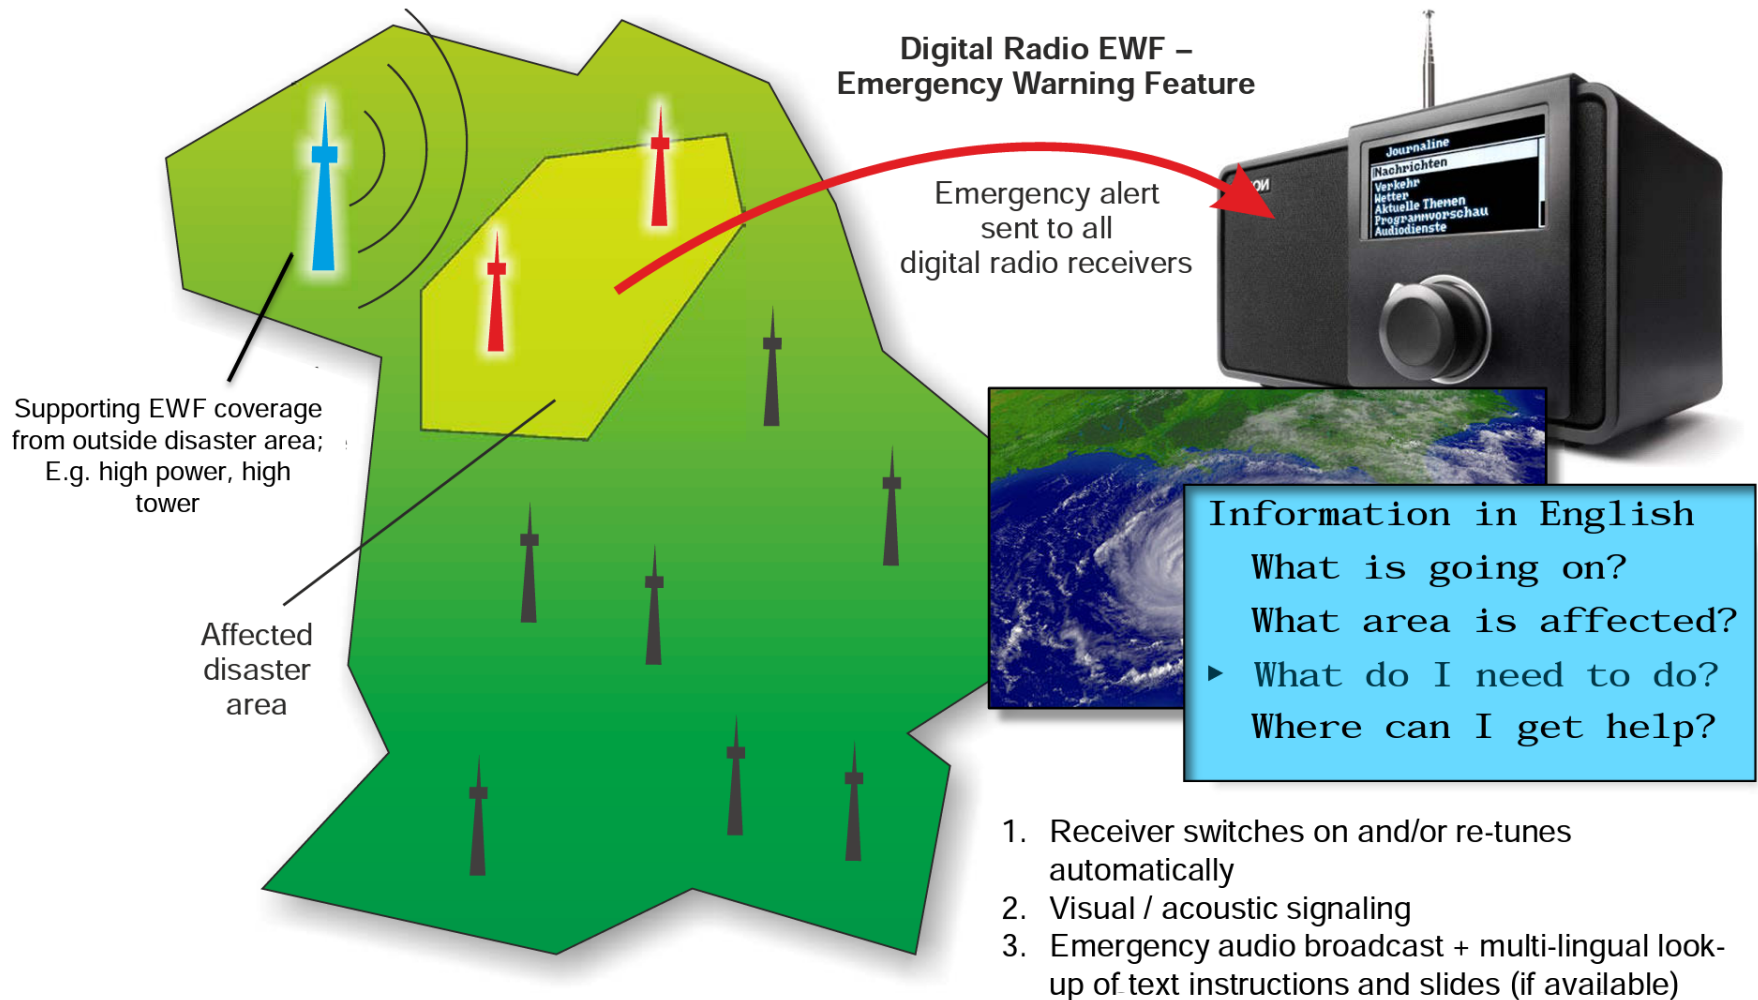 Digital Radio EWF –
Emergency Warning Feature
Emergency alert
sent to all
digital radio receivers
Journaline
Nachrichten
Verkehr
Wetter
Aktuelle Themen
Programmvorschau
Audiodienste
Supporting EWF coverage
from outside disaster area;
E.g. high power, high
tower
Affected
disaster
area
Information in English
What is going on?
What area is affected?
▸ What do I need to do?
Where can I get help?
1. Receiver switches on and/or re-tunes
automatically
2. Visual / acoustic signaling
3. Emergency audio broadcast + multi-lingual look-
up of text instructions and slides (if available)